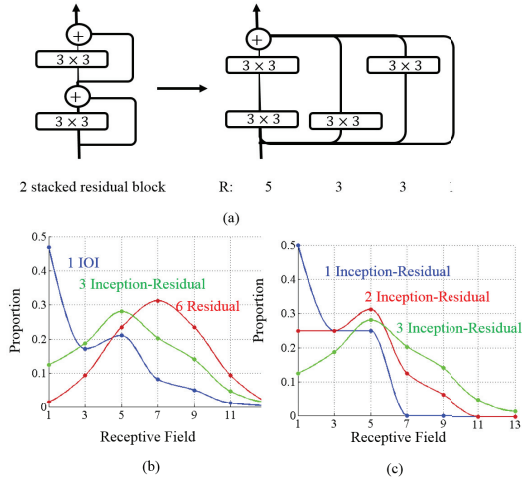 +
3 × 3
+
3 × 3
+
3 × 3
3 × 3
3 × 3
3 × 3
2 stacked residual block
R: 5 3 3
(a)
0.5
0.4
0.3
0.2
0.1
0
1 3 5 7 9 11
Proportion
Receptive Field
1 IOI
3 Inception-Residual
6 Residual
(b)
0.5
0.4
0.3
0.2
0.1
0
1 3 5 7 9 11 13
Proportion
Receptive Field
1 Inception-Residual
2 Inception-Residual
3 Inception-Residual
(c)